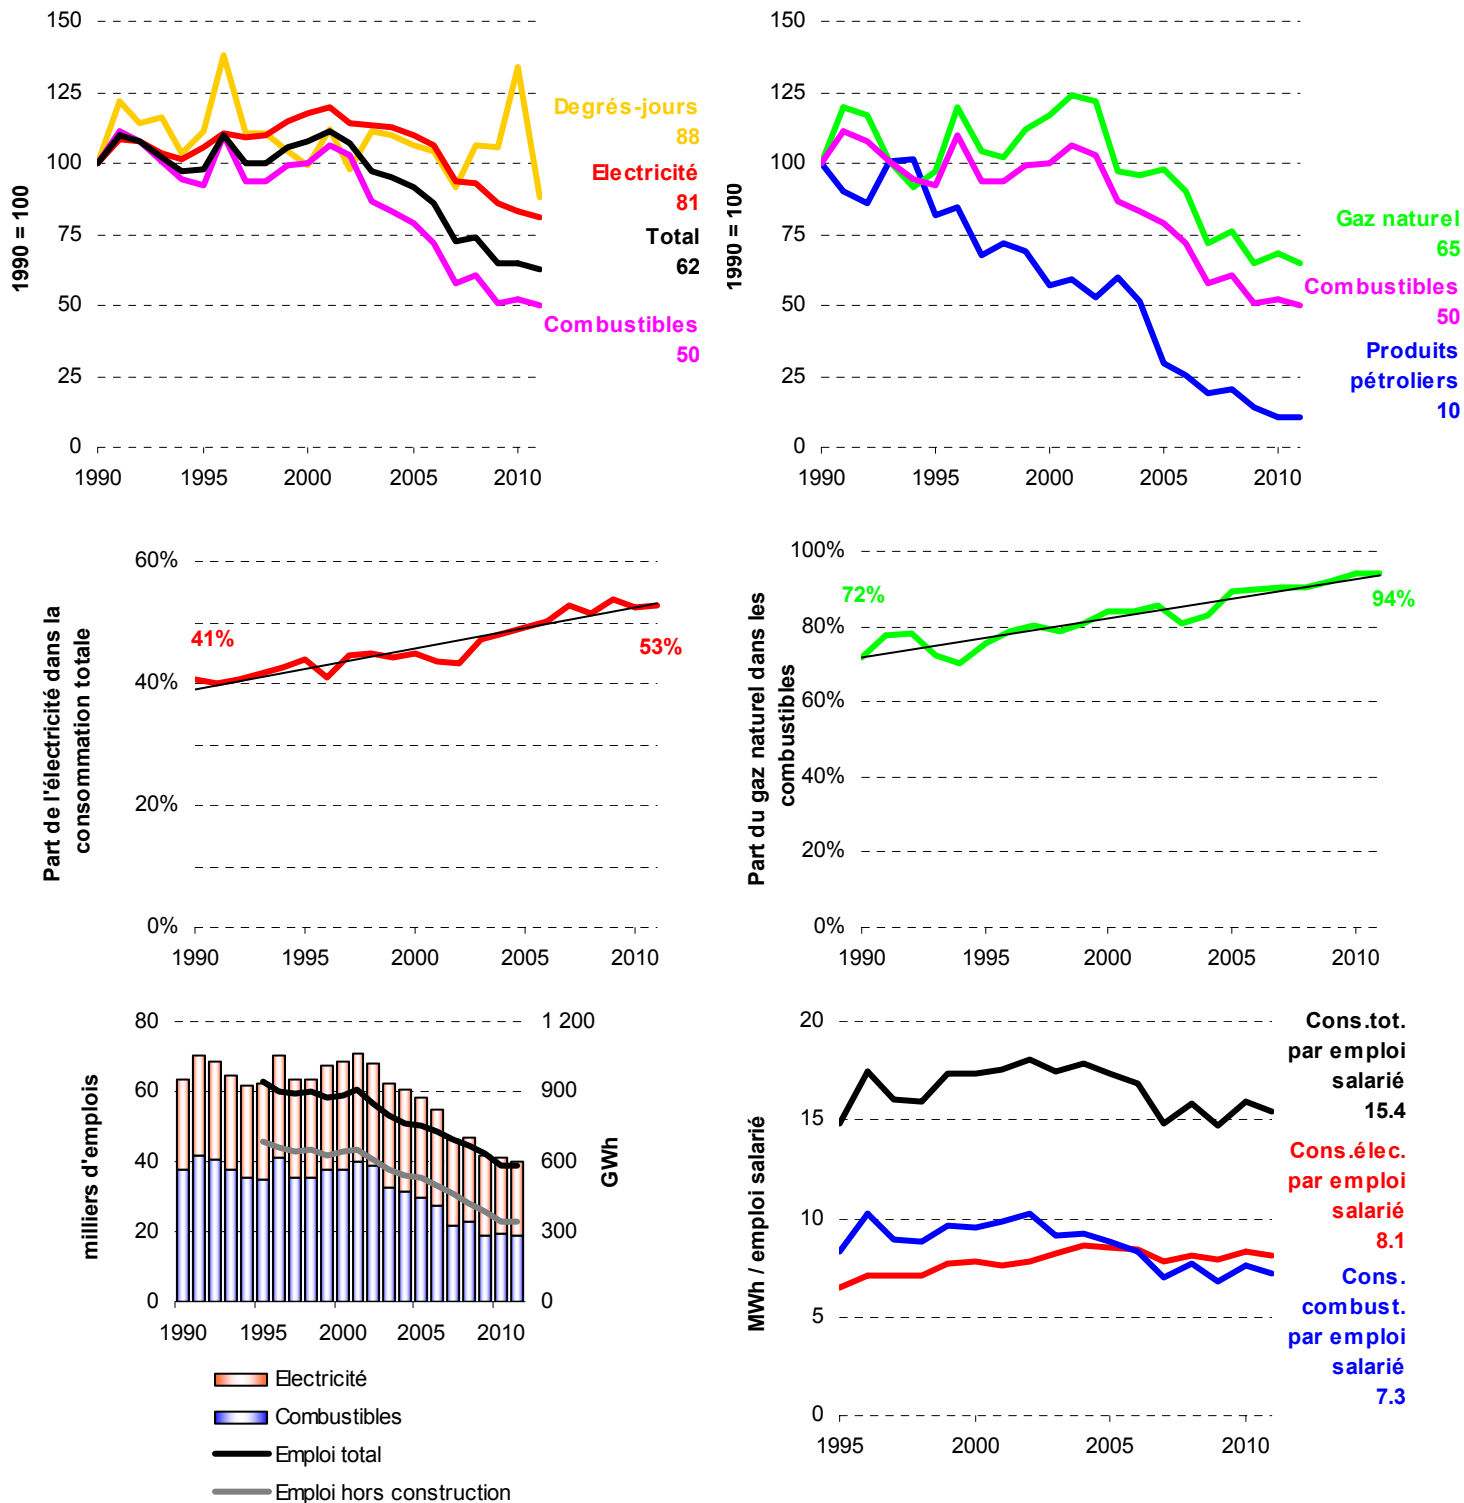 150
125
100
75
50
25
0
1990 = 100
1990
1995
2000
2005
2010
Degrés-jours
88
Electricité
81
Total
62
Combustibles
50
150
125
100
75
50
25
0
1990 = 100
1990
1995
2000
2005
2010
Gaz naturel
65
Combustibles
50
Produits
pétroliers
10
60%
40%
20%
0%
Part de l'électricité dans la
consommation totale
41%
53%
1990
1995
2000
2005
2010
100%
80%
60%
40%
20%
0%
Part du gaz naturel dans les
combustibles
72%
94%
1990
1995
2000
2005
2010
80
60
40
20
0
milliers d'emplois
1 200
900
600
300
0
GWh
1990
1995
2000
2005
2010
Electricité
Combustibles
Emploi total
Emploi hors construction
20
15
10
5
0
MWh / emploi salarié
1995
2000
2005
2010
Cons.tot.
par emploi
salarié
15.4
Cons.élec.
par emploi
salarié
8.1
Cons.
combust.
par emploi
salarié
7.3